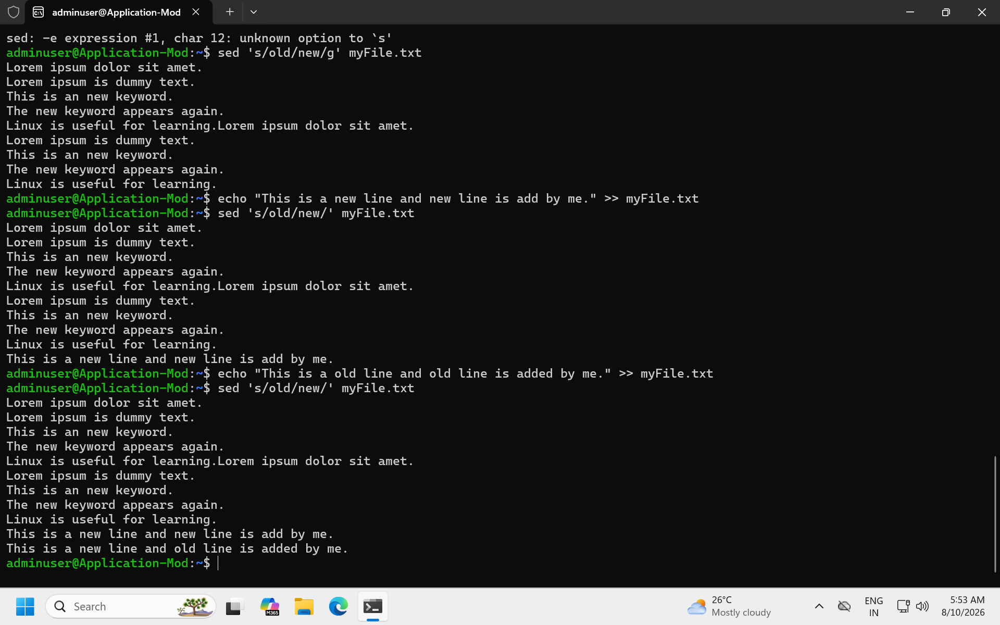 adminuser@Application-Mod
sed: -e expression #1, char 12: unknown option to `s'
adminuser@Application-Mod:~$ sed 's/old/new/g' myFile.txt
Lorem ipsum dolor sit amet.
Lorem ipsum is dummy text.
This is an new keyword.
The new keyword appears again.
Linux is useful for learning.Lorem ipsum dolor sit amet.
Lorem ipsum is dummy text.
This is an new keyword.
The new keyword appears again.
Linux is useful for learning.
adminuser@Application-Mod:~$ echo "This is a new line and new line is add by me." >> myFile.txt
adminuser@Application-Mod:~$ sed 's/old/new/' myFile.txt
Lorem ipsum dolor sit amet.
Lorem ipsum is dummy text.
This is an new keyword.
The new keyword appears again.
Linux is useful for learning.Lorem ipsum dolor sit amet.
Lorem ipsum is dummy text.
This is an new keyword.
The new keyword appears again.
Linux is useful for learning.
This is a new line and new line is add by me.
adminuser@Application-Mod:~$ echo "This is a old line and old line is added by me." >> myFile.txt
adminuser@Application-Mod:~$ sed 's/old/new/' myFile.txt
Lorem ipsum dolor sit amet.
Lorem ipsum is dummy text.
This is an new keyword.
The new keyword appears again.
Linux is useful for learning.Lorem ipsum dolor sit amet.
Lorem ipsum is dummy text.
This is an new keyword.
The new keyword appears again.
Linux is useful for learning.
This is a new line and new line is add by me.
This is a new line and old line is added by me.
adminuser@Application-Mod:~$
Search
M365
26°C
Mostly cloudy
ENG
IN
5:53 AM
8/10/2026